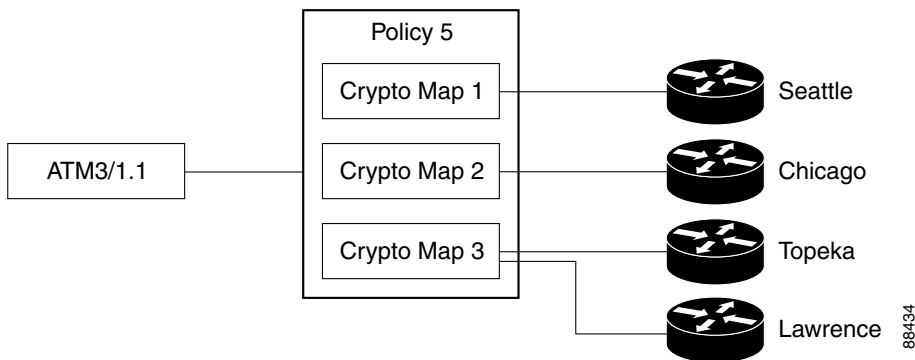 Policy 5
Crypto Map 1
Seattle
ATM3/1.1
Crypto Map 2
Chicago
Crypto Map 3
Topeka
Lawrence
88434